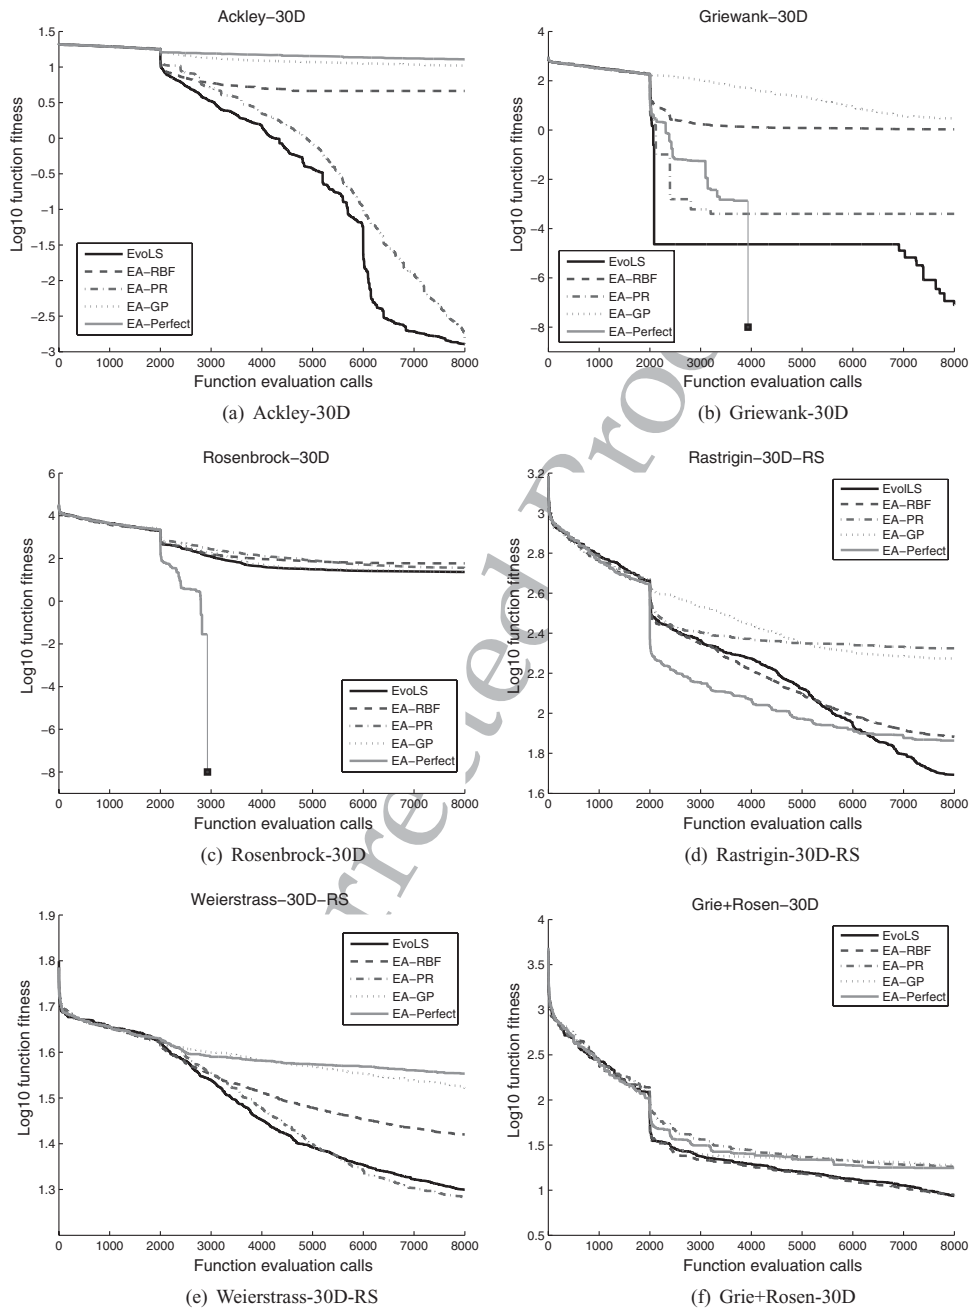 Ackley−30D
1.5
1
0.5
0
−0.5
−1
−1.5
−2
−2.5
−3
Log10 function fitness
EvoLS
EA−RBF
EA−PR
EA−GP
EA−Perfect
0 1000 2000 3000 4000 5000 6000 7000 8000
Function evaluation calls
(a) Ackley-30D
Griewank−30D
4
2
0
−2
−4
−6
−8
Log10 function fitness
EvoLS
EA−RBF
EA−PR
EA−GP
EA−Perfect
0 1000 2000 3000 4000 5000 6000 7000 8000
Function evaluation calls
(b) Griewank-30D
Rosenbrock−30D
6
4
2
0
−2
−4
−6
−8
Log10 function fitness
EvoLS
EA−RBF
EA−PR
EA−GP
EA−Perfect
0 1000 2000 3000 4000 5000 6000 7000 8000
Function evaluation calls
(c) Rosenbrock-30D
Rastrigin−30D−RS
3.2
3
2.8
2.6
2.4
2.2
2
1.8
1.6
Log10 function fitness
EvolLS
EA−RBF
EA−PR
EA−GP
EA−Perfect
0 1000 2000 3000 4000 5000 6000 7000 8000
Function evaluation calls
(d) Rastrigin-30D-RS
Weierstrass−30D−RS
1.9
1.8
1.7
1.6
1.5
1.4
1.3
Log10 function fitness
EvoLS
EA−RBF
EA−PR
EA−GP
EA−Perfect
0 1000 2000 3000 4000 5000 6000 7000 8000
Function evaluation calls
(e) Weierstrass-30D-RS
Grie+Rosen−30D
4
3.5
3
2.5
2
1.5
1
0.5
Log10 function fitness
EvoLS
EA−RBF
EA−PR
EA−GP
EA−Perfect
0 1000 2000 3000 4000 5000 6000 7000 8000
Function evaluation calls
(f) Grie+Rosen-30D